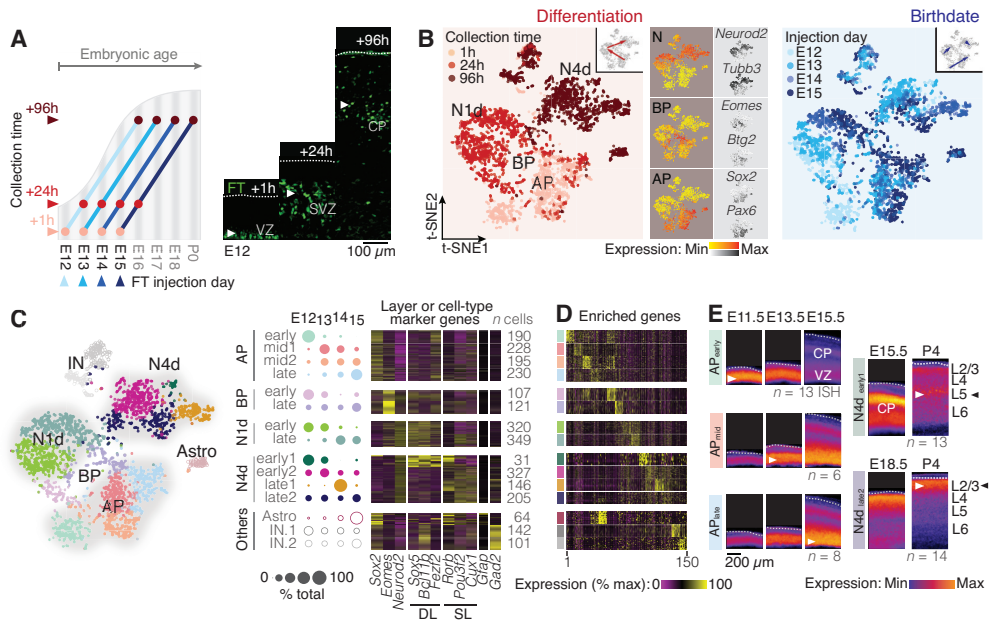 A
Embryonic age
Collection time
+96h
+24h
+1h
E12
E13
E14
E15
E16
E17
E18
P0
FT injection day
+96h
CP
+24h
SVZ
FT +1h
VZ
E12
100 µm
B
Differentiation
Birthdate
Collection time
1h
24h
96h
N4d
N1d
BP
AP
t-SNE2
t-SNE1
N
Neurod2
Tubb3
BP
Eomes
Btg2
AP
Sox2
Pax6
Expression: Min Max
Injection day
E12
E13
E14
E15
C
IN
N4d
N1d
BP
AP
Astro
E12 13 14 15
Layer or cell-type
marker genes
n cells
AP
early 190
mid1 228
mid2 195
late 230
BP
early 107
late 121
N1d
early 320
late 349
N4d
early1 31
early2 327
late1 146
late2 205
Others
Astro 64
IN.1 142
IN.2 101
0 100
% total
Sox2
Eomes
Neurod2
Sox5
Bcl11b
Fezf2
Rorb
Pou3f2
Cux1
Gfap
Gad2
DL
SL
D
Enriched genes
1 150
Expression (% max): 0 100
E
E11.5 E13.5 E15.5
AP early
CP
VZ
n = 13 ISH
AP mid
n = 6
AP late
n = 8
200 µm
E15.5 P4
N4d early1
CP
L2/3
L4
L5
L6
n = 13
E18.5 P4
N4d late2
L2/3
L4
L5
L6
n = 14
Expression: Min Max